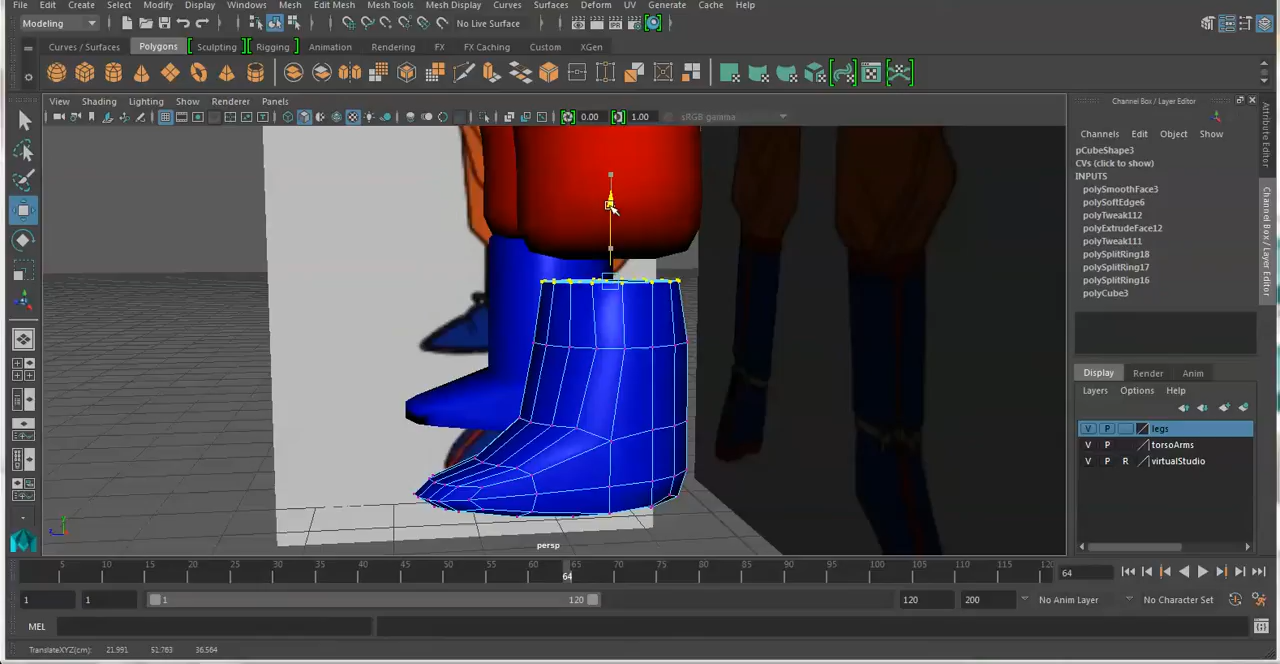 File Edit Create Select Modify Display Windows Mesh Edit Mesh Mesh Tools Mesh Display Curves Surfaces Deform UV Generate Cache Help
Modeling No Live Surface
Curves / Surfaces Polygons Sculpting Rigging Animation Rendering FX FX Caching Custom XGen
View Shading Lighting Show Renderer Panels
0.00 1.00 sRGB gamma
persp
Channel Box / Layer Editor
Channels Edit Object Show
pCubeShape3
CVs (click to show)
INPUTS
polySmoothFace3
polySoftEdge6
polyTweak112
polyExtrudeFace12
polyTweak111
polySplitRing18
polySplitRing17
polySplitRing16
polyCube3
Display Render Anim
Layers Options Help
V P legs
V P torsoArms
V P R virtualStudio
Attribute Editor
Channel Box / Layer Editor
5 10 15 20 25 30 35 40 45 50 55 60 65 70 75 80 85 90 95 100 105 110 115 120
64
64
1 1 1 120 120 200 No Anim Layer No Character Set
MEL
TranslateXYZ(cm): 21.991 51.763 36.564